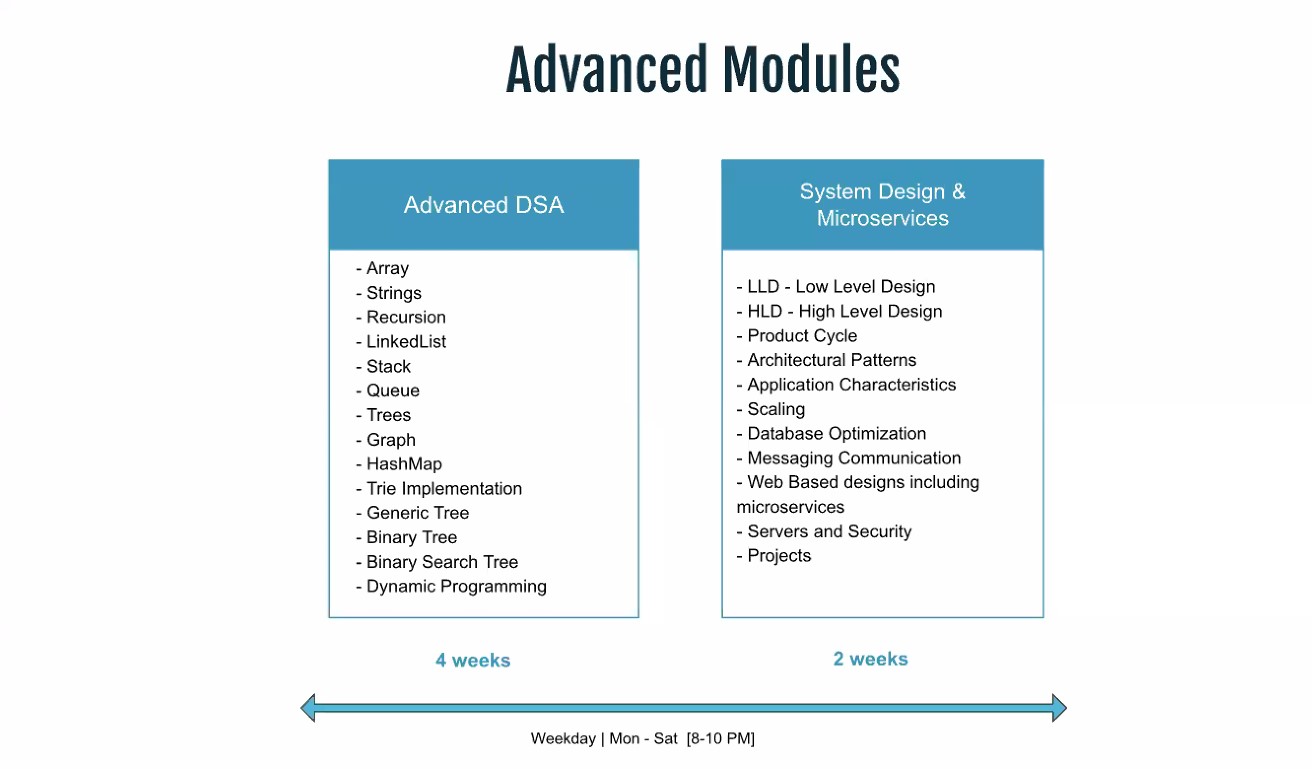 Advanced Modules
Advanced DSA
- Array
- Strings
- Recursion
- LinkedList
- Stack
- Queue
- Trees
- Graph
- HashMap
- Trie Implementation
- Generic Tree
- Binary Tree
- Binary Search Tree
- Dynamic Programming
4 weeks
System Design &
Microservices
- LLD - Low Level Design
- HLD - High Level Design
- Product Cycle
- Architectural Patterns
- Application Characteristics
- Scaling
- Database Optimization
- Messaging Communication
- Web Based designs including
microservices
- Servers and Security
- Projects
2 weeks
Weekday | Mon - Sat [8-10 PM]